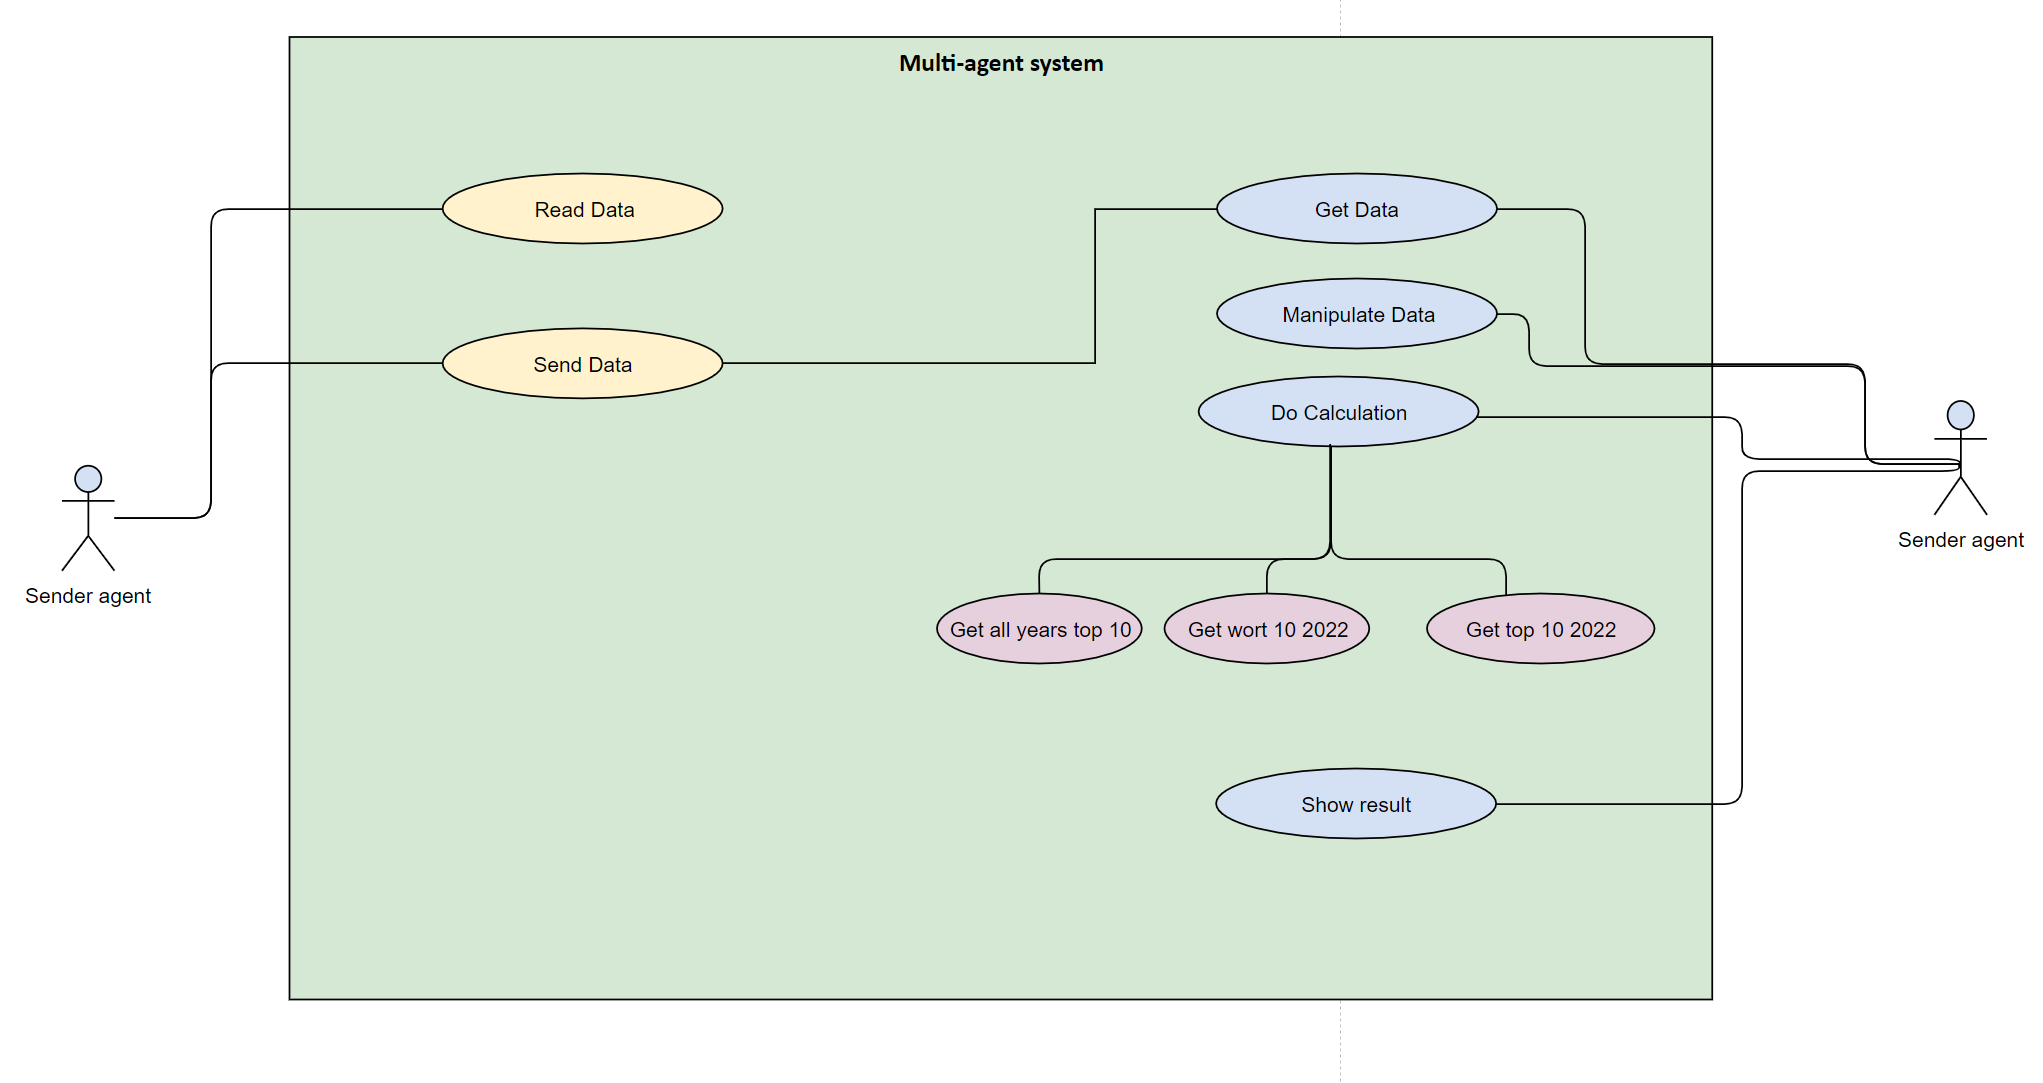 Multi-agent system
Read Data
Get Data
Manipulate Data
Send Data
Do Calculation
Sender agent
Sender agent
Get all years top 10
Get wort 10 2022
Get top 10 2022
Show result